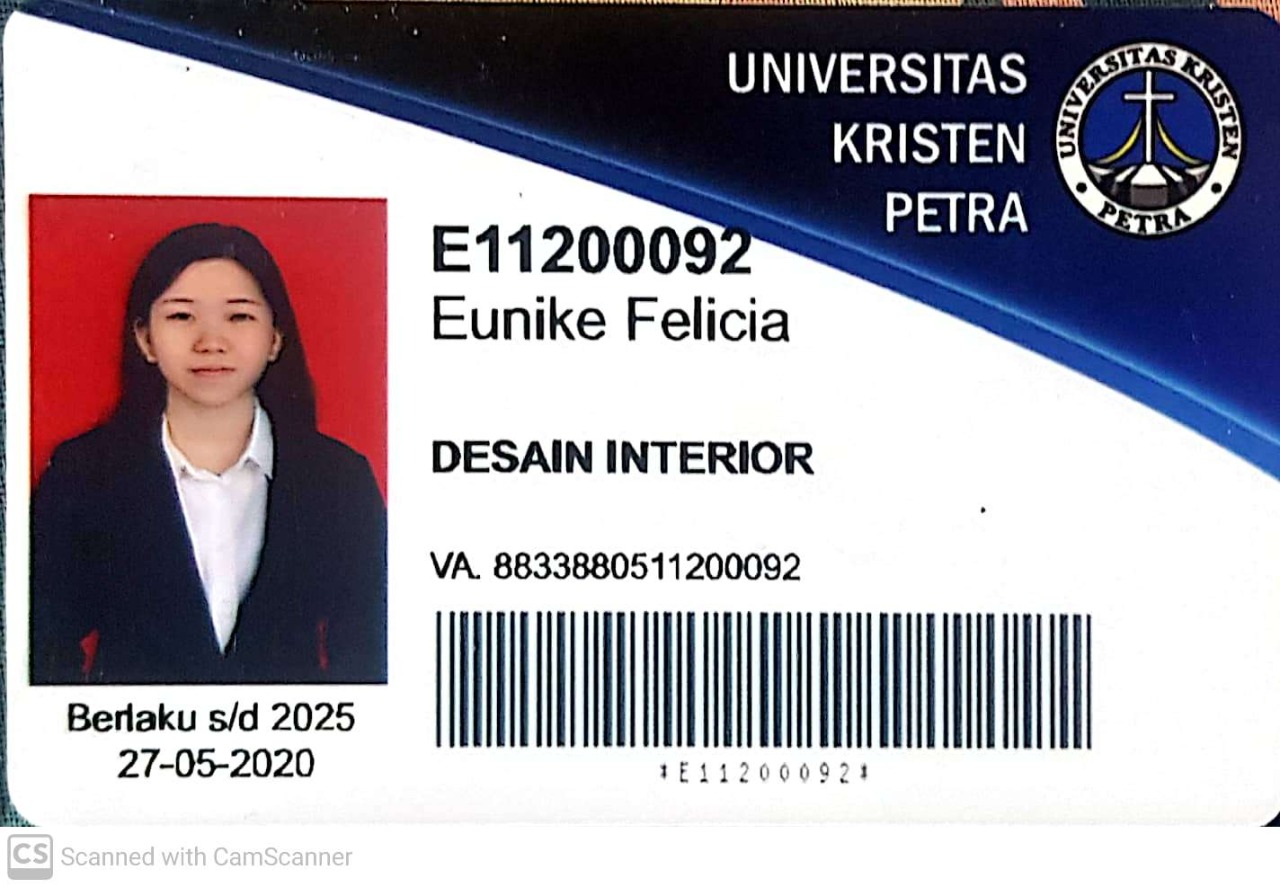 UNIVERSITAS
KRISTEN
PETRA
UNIVERSITAS KRISTEN
PETRA
E11200092
Eunike Felicia
DESAIN INTERIOR
VA. 8833880511200092
*E11200092*
Berlaku s/d 2025
27-05-2020
CS Scanned with CamScanner